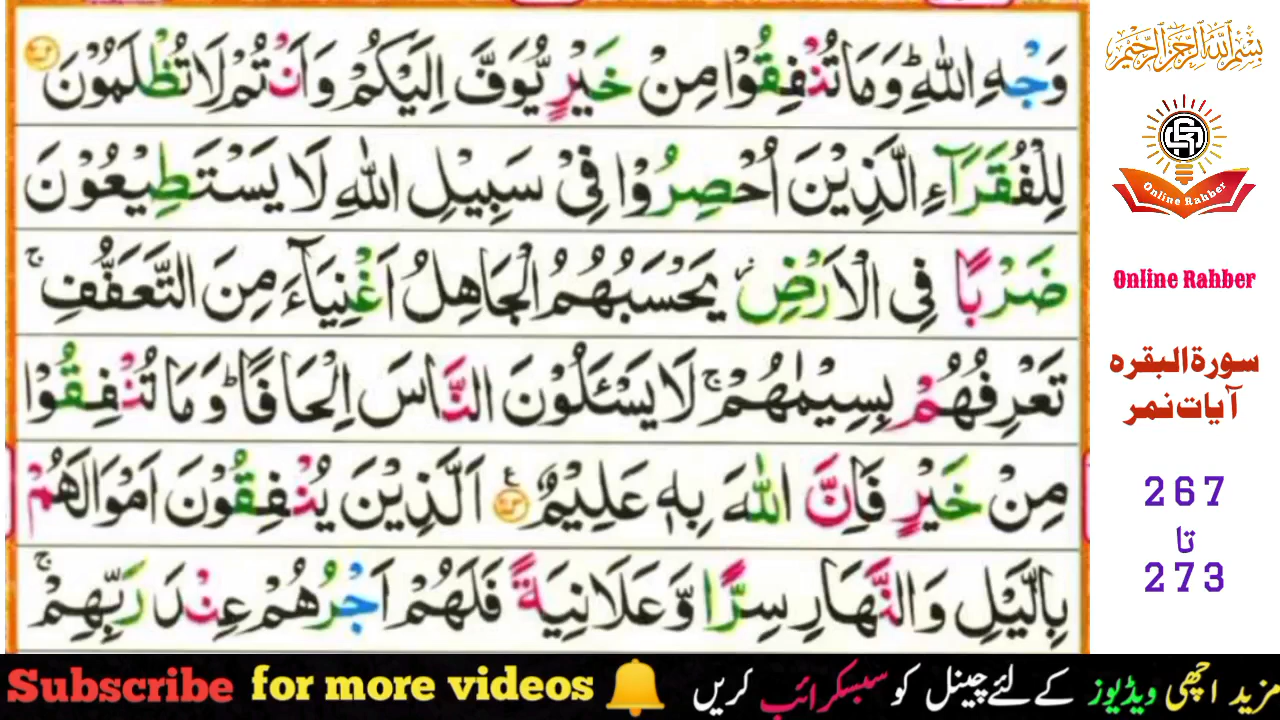 وَجْهِ اللّٰهِ ؕ وَمَا تُنْفِقُوْا مِنْ خَيْرٍ يُّوَفَّ اِلَيْكُمْ وَاَنْتُمْ لَا تُظْلَمُوْنَ
لِلْفُقَرَآءِ الَّذِيْنَ اُحْصِرُوْا فِيْ سَبِيْلِ اللّٰهِ لَا يَسْتَطِيْعُوْنَ
ضَرْبًا فِي الْاَرْضِ ز يَحْسَبُهُمُ الْجَاهِلُ اَغْنِيَآءَ مِنَ التَّعَفُّفِ ۚ
تَعْرِفُهُمْ بِسِيْمٰهُمْ ۚ لَا يَسْـَٔلُوْنَ النَّاسَ اِلْحَافًا ؕ وَمَا تُنْفِقُوْا
مِنْ خَيْرٍ فَاِنَّ اللّٰهَ بِهٖ عَلِيْمٌ ع اَلَّذِيْنَ يُنْفِقُوْنَ اَمْوَالَهُمْ
بِالَّيْلِ وَالنَّهَارِ سِرًّا وَّعَلَانِيَةً فَلَهُمْ اَجْرُهُمْ عِنْدَ رَبِّهِمْ ۚ
بِسْمِ اللّٰهِ الرَّحْمٰنِ الرَّحِيْمِ
Online Rahber
Online Rahber
سورۃ البقرہ
آیات نمر
267
تا
273
Subscribe for more videos مزید اچھی ویڈیوز کے لئے چینل کو سبسکرائب کریں